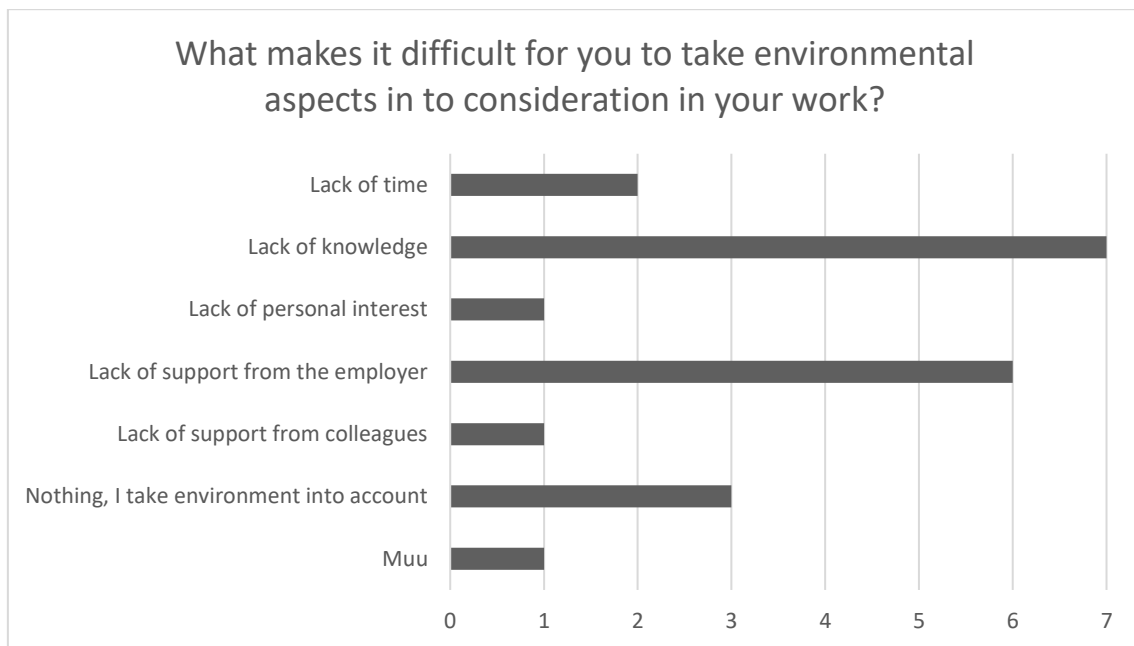 What makes it difficult for you to take environmental
aspects in to consideration in your work?
Lack of time
Lack of knowledge
Lack of personal interest
Lack of support from the employer
Lack of support from colleagues
Nothing, I take environment into account
Muu
0 1 2 3 4 5 6 7